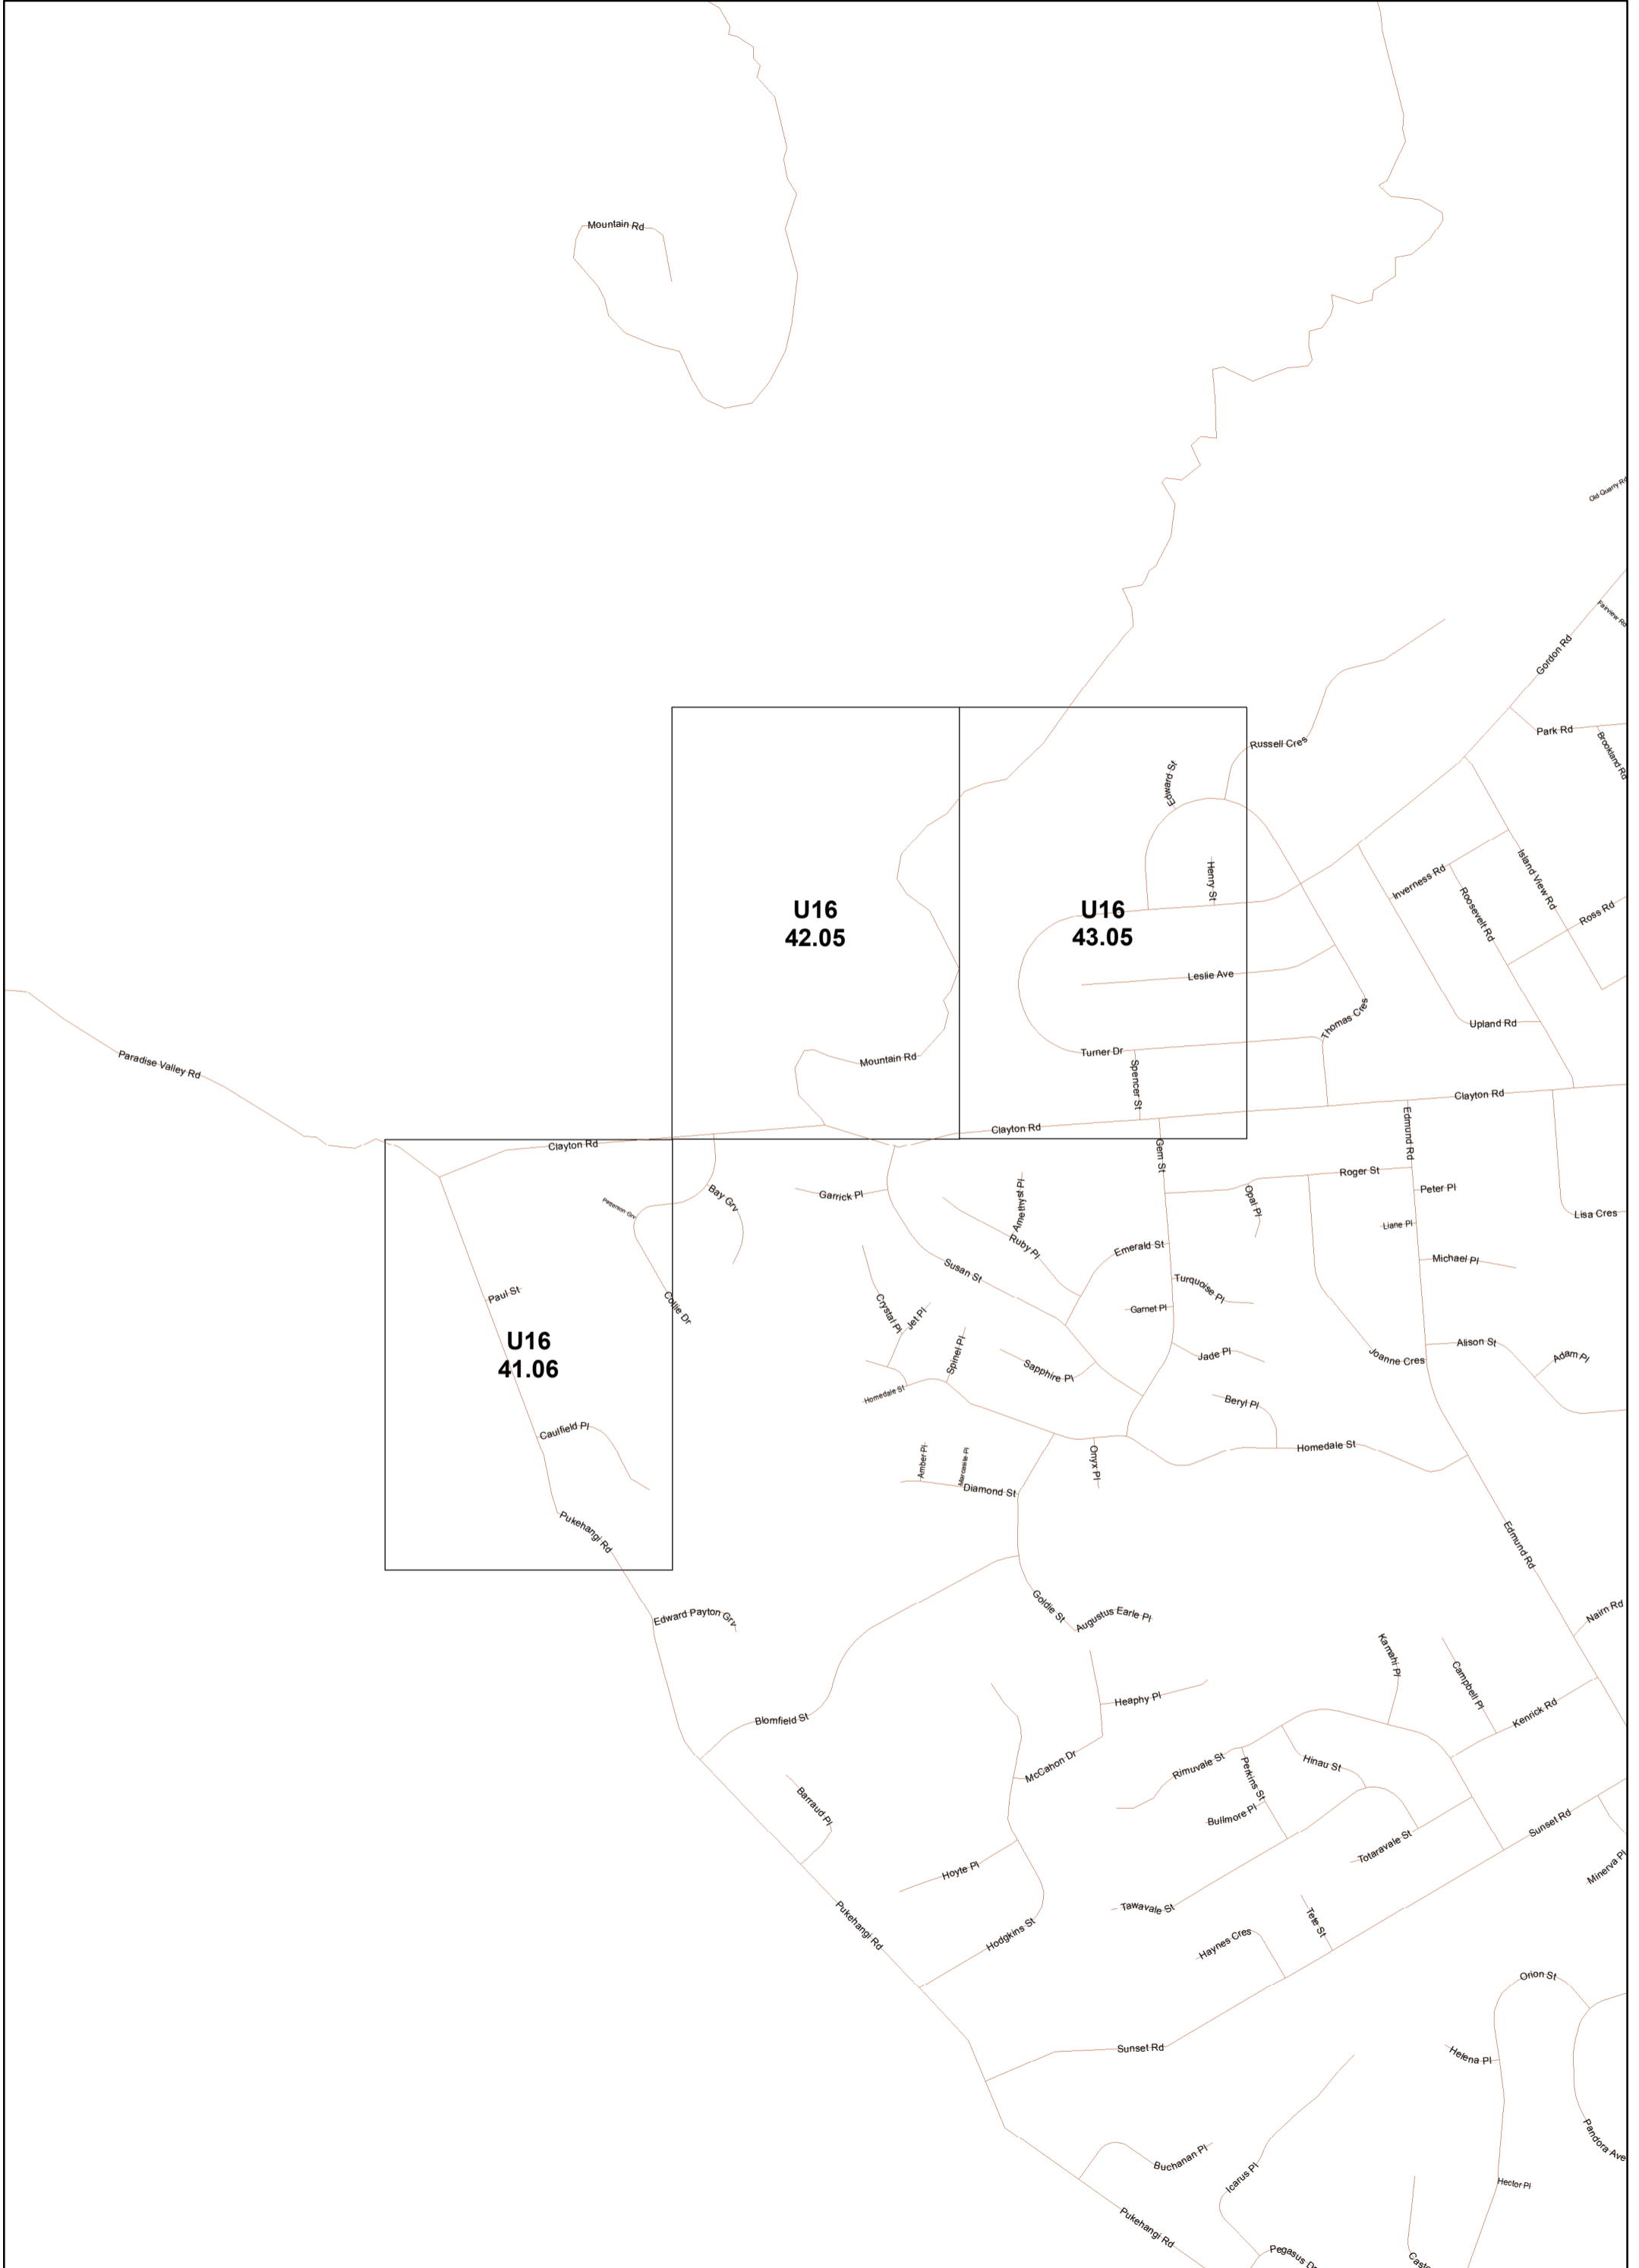 Mountain Rd
Old Quarry Rd
Fairview Rd
Gordon Rd
Park Rd
Brookland Rd
Russell Cres
Edward St
Henry St
Inverness Rd
Island View Rd
Roosevelt Rd
Ross Rd
U16
42.05
U16
43.05
Leslie Ave
Thomas Cres
Upland Rd
Turner Dr
Mountain Rd
Paradise Valley Rd
Spencer St
Clayton Rd
Clayton Rd
Clayton Rd
Edmund Rd
Gem St
Roger St
Peter Pl
Opal Pl
Liane Pl
Lisa Cres
Garrick Pl
Bay Grv
Amethyst Pl
Ruby Pl
Emerald St
Michael Pl
Susan St
Turquoise Pl
Garnet Pl
Paul St
Collie Dr
Crystal Pl
Jet Pl
Spinel Pl
U16
41.06
Sapphire Pl
Jade Pl
Joanne Cres
Alison St
Adam Pl
Homedale St
Beryl Pl
Caulfield Pl
Homedale St
Amber Pl
Marcasite Pl
Onyx Pl
Diamond St
Pukehangi Rd
Edmund Rd
Edward Payton Grv
Goldie St
Augustus Earle Pl
Nairn Rd
Kamahi Pl
Campbell Pl
Heaphy Pl
Kenrick Rd
Blomfield St
McCahon Dr
Rimuvale St
Perkins St
Hinau St
Barraud Pl
Bullmore Pl
Sunset Rd
Totaravale St
Minerva Pl
Hoyte Pl
Tawavale St
Pukehangi Rd
Hodgkins St
Tete St
Haynes Cres
Orion St
Sunset Rd
Helena Pl
Pandora Ave
Buchanan Pl
Icarus Pl
Hector Pl
Pukehangi Rd
Pegasus Dr